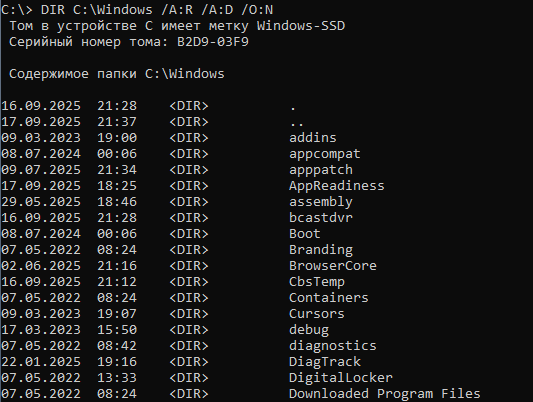 C:\> DIR C:\Windows /A:R /A:D /O:N
Том в устройстве C имеет метку Windows-SSD
Серийный номер тома: B2D9-03F9
Содержимое папки C:\Windows
16.09.2025 21:28 <DIR> .
17.09.2025 21:37 <DIR> ..
09.03.2023 19:00 <DIR> addins
08.07.2024 00:06 <DIR> appcompat
09.07.2025 21:34 <DIR> apppatch
17.09.2025 18:25 <DIR> AppReadiness
29.05.2025 18:46 <DIR> assembly
16.09.2025 21:28 <DIR> bcastdvr
08.07.2024 00:06 <DIR> Boot
07.05.2022 08:24 <DIR> Branding
02.06.2025 21:16 <DIR> BrowserCore
16.09.2025 21:12 <DIR> CbsTemp
07.05.2022 08:24 <DIR> Containers
09.03.2023 19:07 <DIR> Cursors
17.03.2023 15:50 <DIR> debug
07.05.2022 08:42 <DIR> diagnostics
22.01.2025 19:16 <DIR> DiagTrack
07.05.2022 13:33 <DIR> DigitalLocker
07.05.2022 08:24 <DIR> Downloaded Program Files